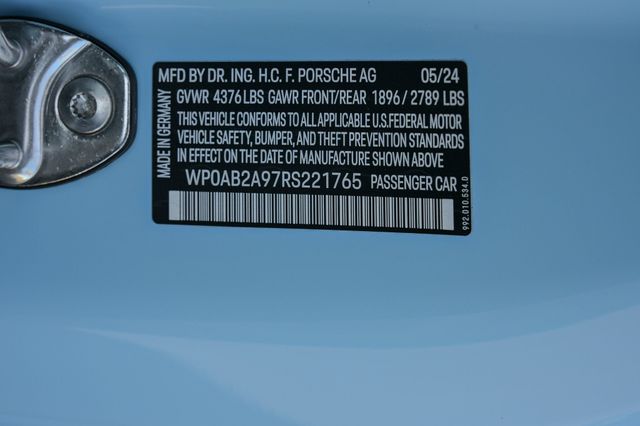 MFD BY DR. ING. H.C. F. PORSCHE AG 05/24
GVWR 4376 LBS GAWR FRONT/REAR 1896 / 2789 LBS
THIS VEHICLE CONFORMS TO ALL APPLICABLE U.S.FEDERAL MOTOR
VEHICLE SAFETY, BUMPER, AND THEFT PREVENTION STANDARDS
IN EFFECT ON THE DATE OF MANUFACTURE SHOWN ABOVE
WP0AB2A97RS221765 PASSENGER CAR
MADE IN GERMANY
992.010.534.0